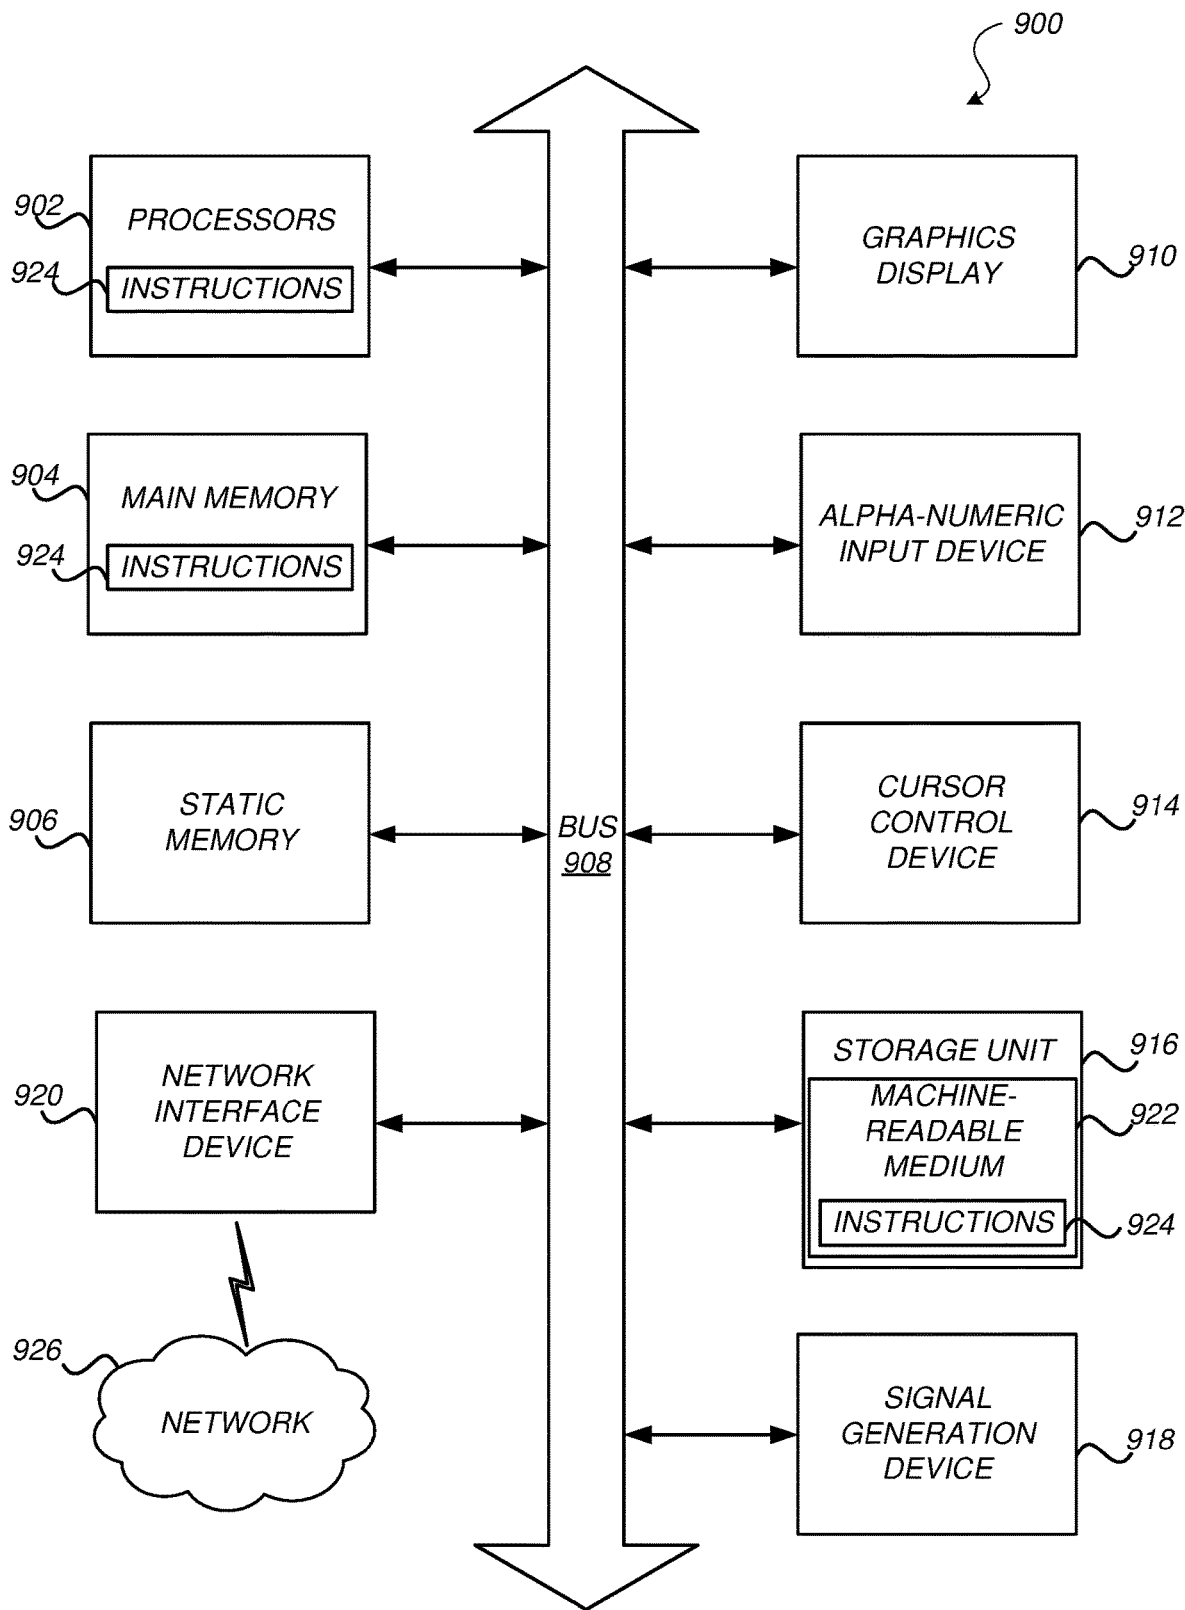 900
902
PROCESSORS
924
INSTRUCTIONS
GRAPHICS
DISPLAY
910
904
MAIN MEMORY
924
INSTRUCTIONS
ALPHA-NUMERIC
INPUT DEVICE
912
906
STATIC
MEMORY
BUS
908
CURSOR
CONTROL
DEVICE
914
920
NETWORK
INTERFACE
DEVICE
STORAGE UNIT
916
MACHINE-
READABLE
MEDIUM
922
INSTRUCTIONS
924
926
NETWORK
SIGNAL
GENERATION
DEVICE
918